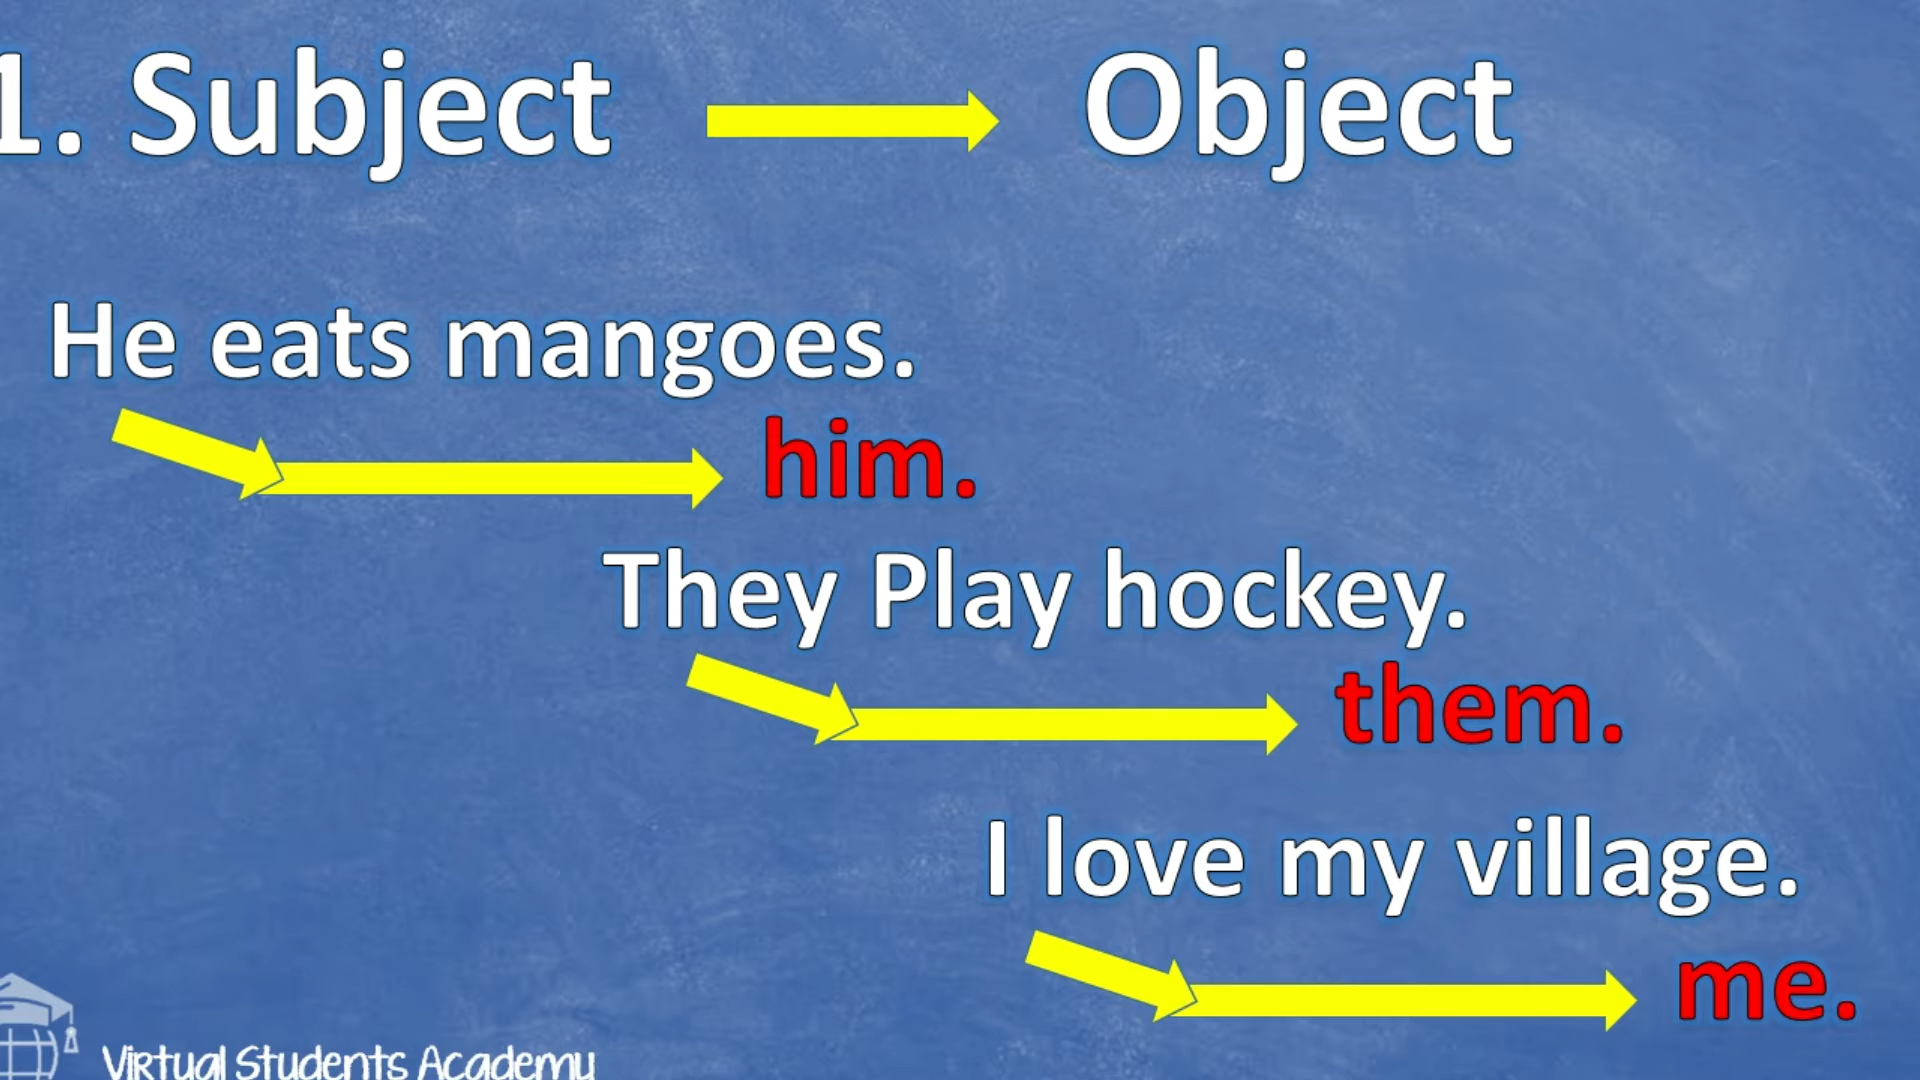 1. Subject Object
He eats mangoes.
him.
They Play hockey.
them.
I love my village.
me.
Virtual Students Academy